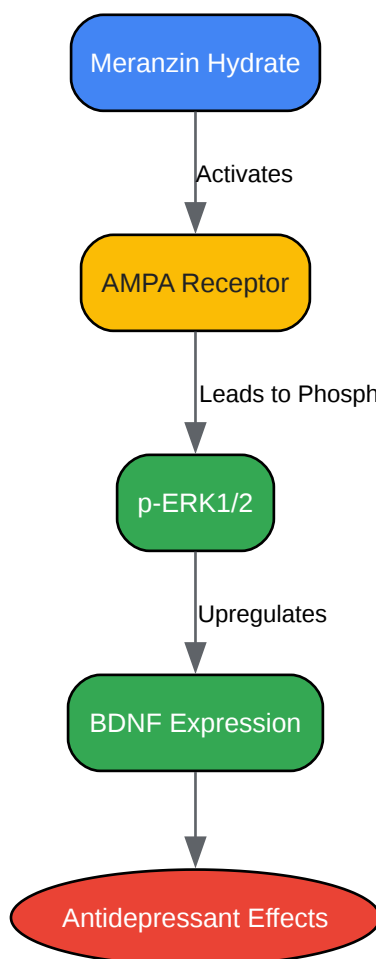 Meranzin Hydrate
Activates
AMPA Receptor
Leads to Phosph
p-ERK1/2
Upregulates
BDNF Expression
Antidepressant Effects